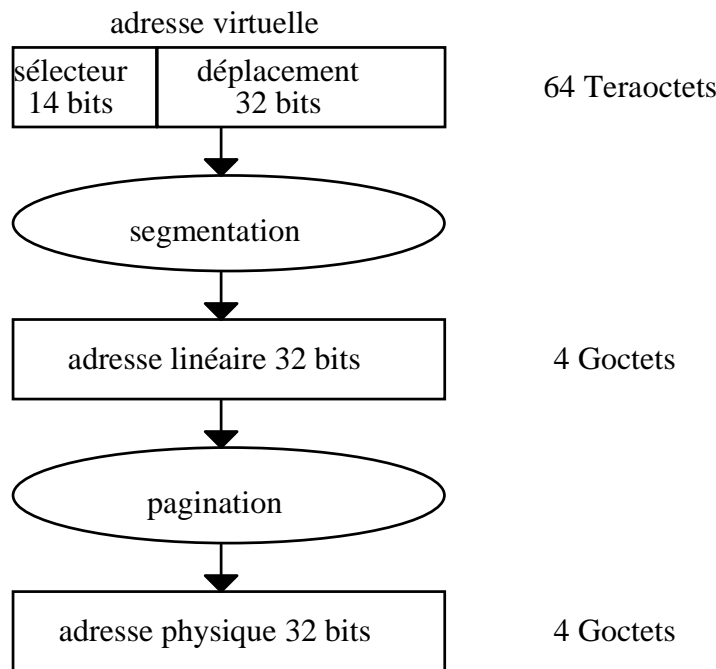 adresse virtuelle
sélecteur
14 bits
déplacement
32 bits
64 Teraoctets
segmentation
adresse linéaire 32 bits
4 Goctets
pagination
adresse physique 32 bits
4 Goctets